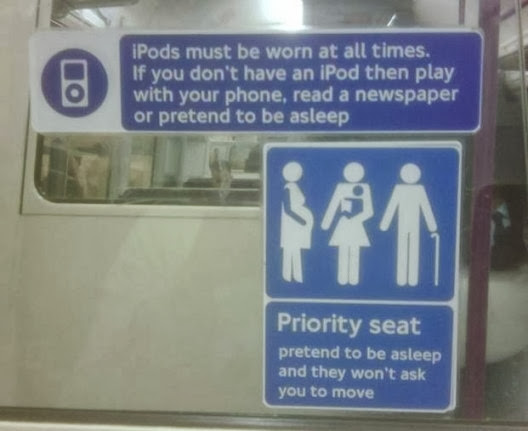 iPods must be worn at all times.
If you don't have an iPod then play
with your phone, read a newspaper
or pretend to be asleep
Priority seat
pretend to be asleep
and they won't ask
you to move